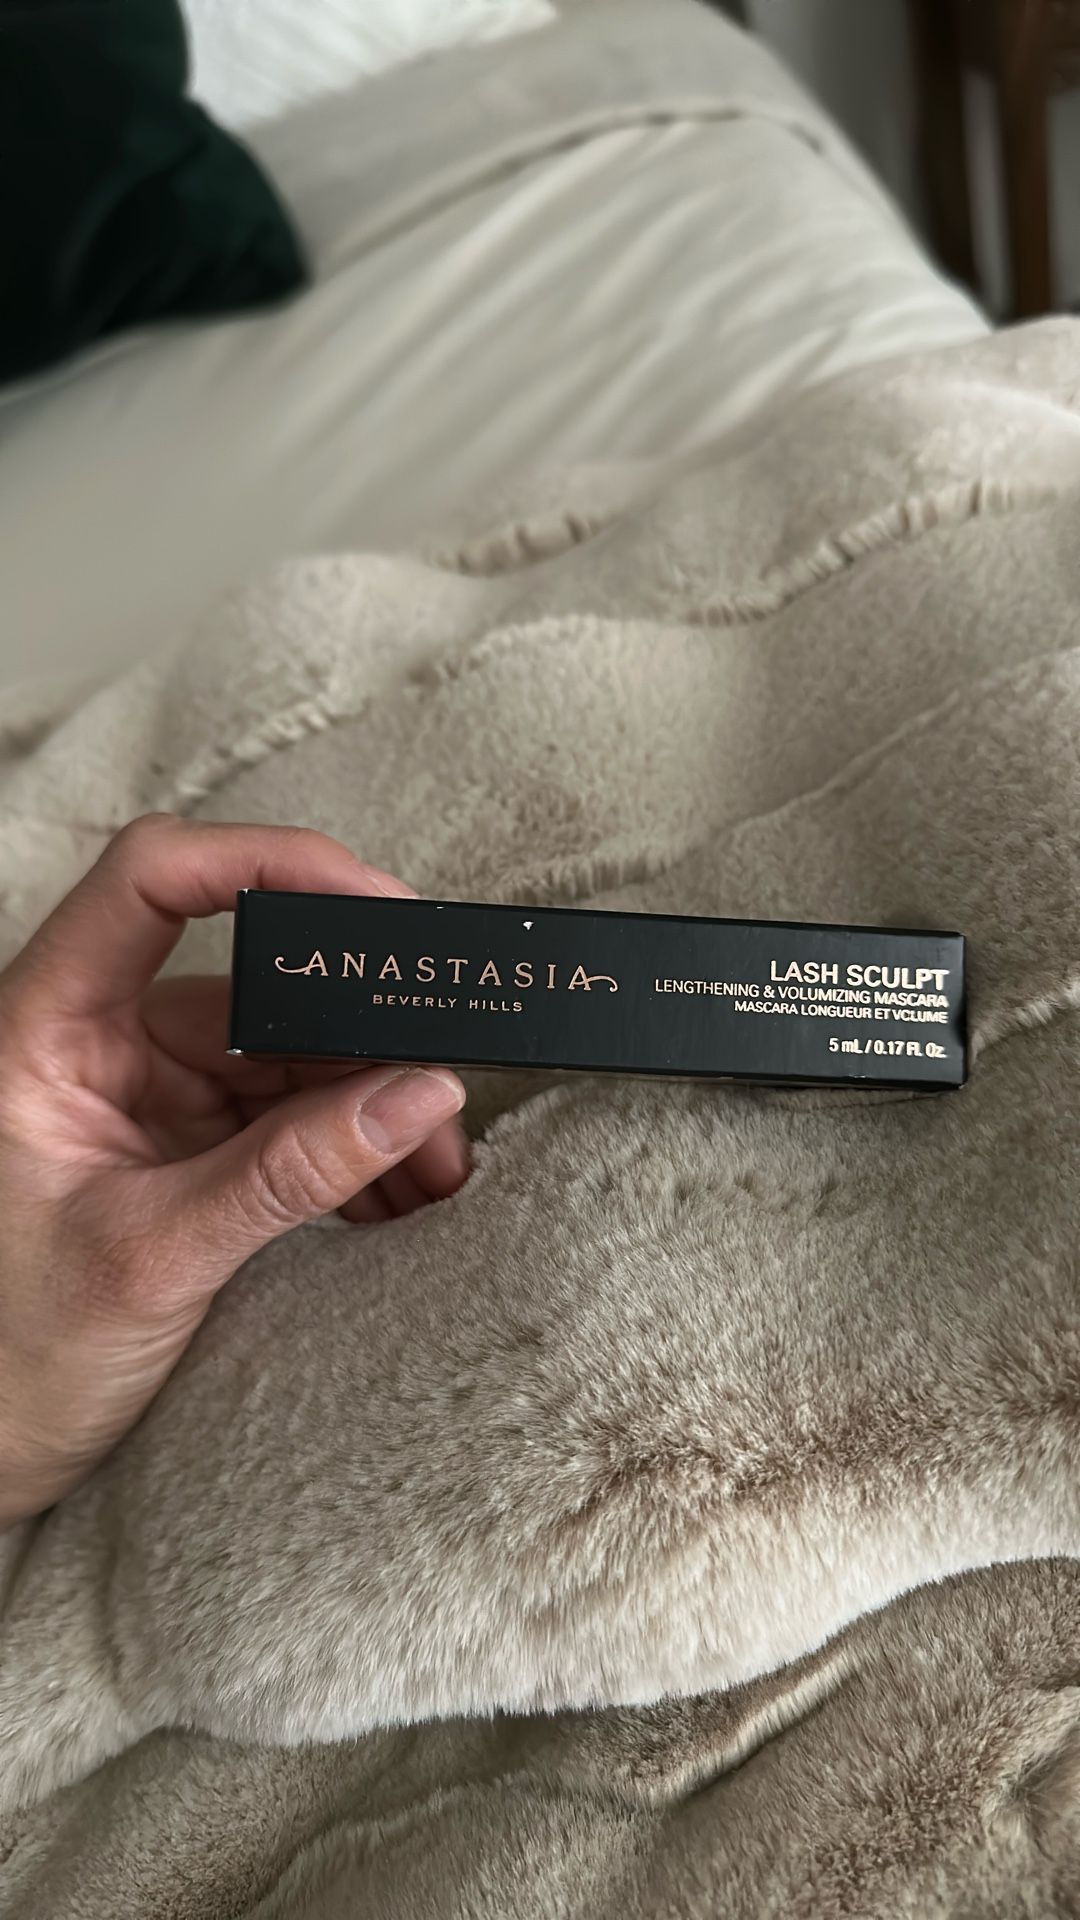 ANASTASIA
BEVERLY HILLS
LASH SCULPT
LENGTHENING & VOLUMIZING MASCARA
MASCARA LONGUEUR ET VOLUME
5 mL / 0.17 Fl. Oz.